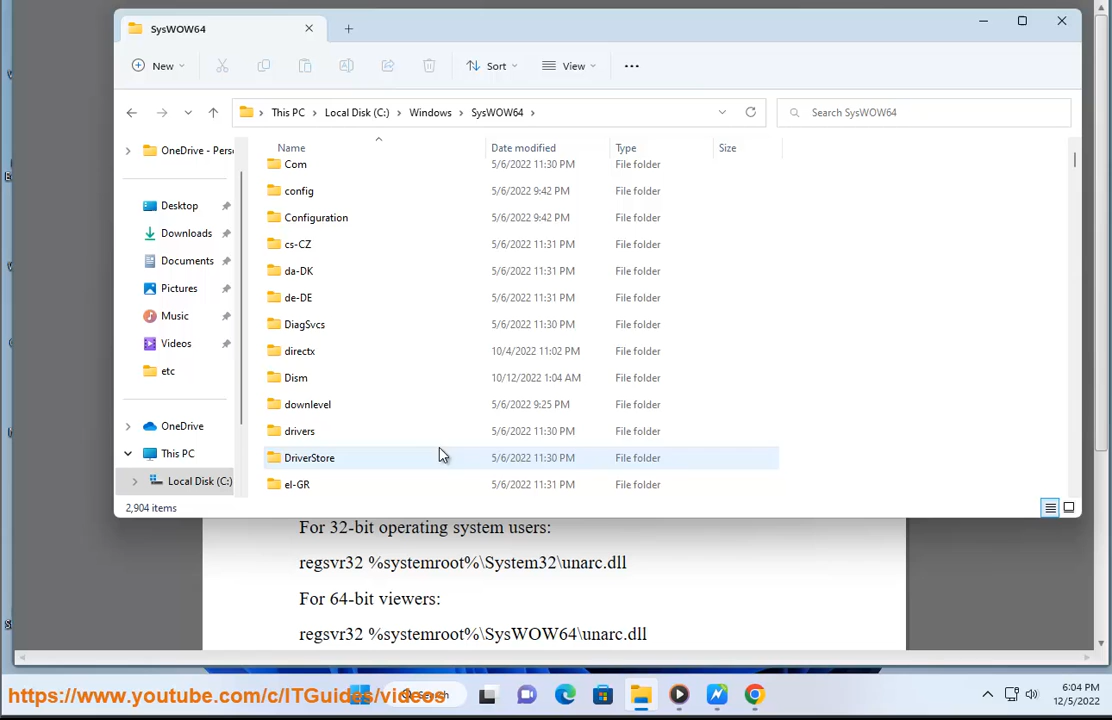 SysWOW64
New
Sort
View
This PC > Local Disk (C:) > Windows > SysWOW64 >
Search SysWOW64
Name Date modified Type Size
Com 5/6/2022 11:30 PM File folder
config 5/6/2022 9:42 PM File folder
Configuration 5/6/2022 9:42 PM File folder
cs-CZ 5/6/2022 11:31 PM File folder
da-DK 5/6/2022 11:31 PM File folder
de-DE 5/6/2022 11:31 PM File folder
DiagSvcs 5/6/2022 11:30 PM File folder
directx 10/4/2022 11:02 PM File folder
Dism 10/12/2022 1:04 AM File folder
downlevel 5/6/2022 9:25 PM File folder
drivers 5/6/2022 11:30 PM File folder
DriverStore 5/6/2022 11:30 PM File folder
el-GR 5/6/2022 11:31 PM File folder
OneDrive - Pers
Desktop
Downloads
Documents
Pictures
Music
Videos
etc
OneDrive
This PC
Local Disk (C:)
2,904 items
For 32-bit operating system users:
regsvr32 %systemroot%\System32\unarc.dll
For 64-bit viewers:
regsvr32 %systemroot%\SysWOW64\unarc.dll
https://www.youtube.com/c/ITGuides/videos
6:04 PM
12/5/2022